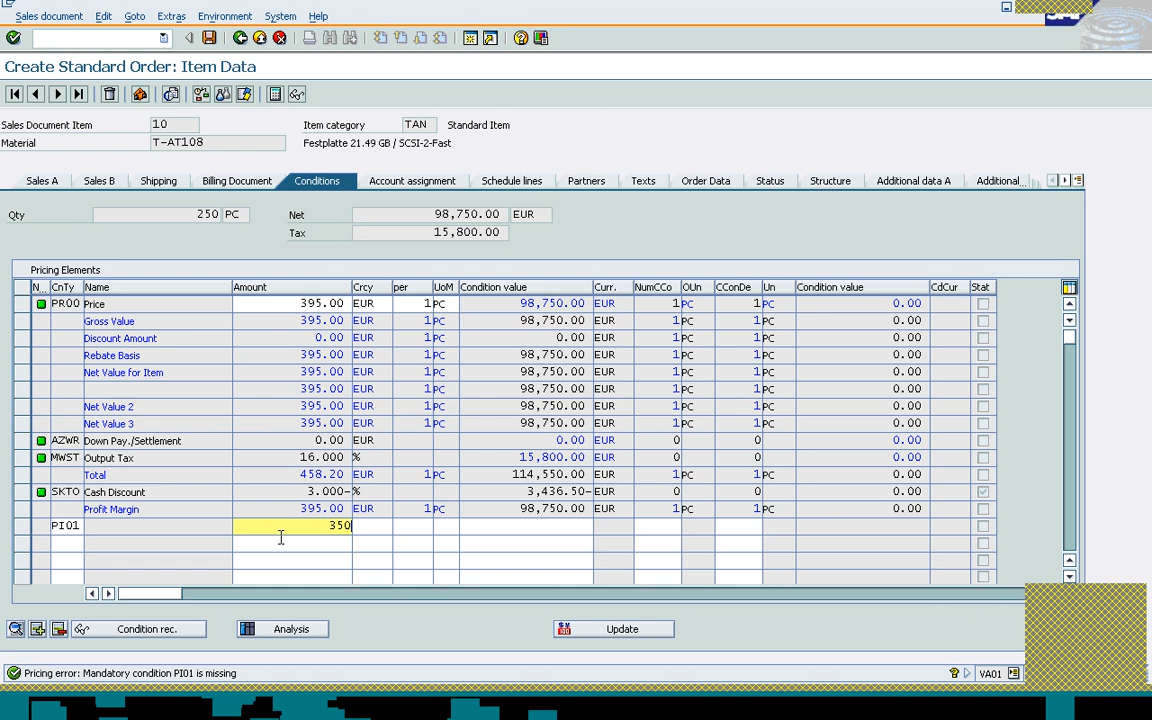 Sales document Edit Goto Extras Environment System Help
Create Standard Order: Item Data
Sales Document Item 10 Item category TAN Standard Item
Material T-AT108 Festplatte 21.49 GB / SCSI-2-Fast
Sales A Sales B Shipping Billing Document Conditions Account assignment Schedule lines Partners Texts Order Data Status Structure Additional data A Additional...
Qty 250 PC Net 98,750.00 EUR
Tax 15,800.00
Pricing Elements
N... CnTy Name Amount Crcy per UoM Condition value Curr. NumCCo OUn CConDe Un Condition value CdCur Stat
PR00 Price 395.00 EUR 1 PC 98,750.00 EUR 1 PC 1 PC 0.00
Gross Value 395.00 EUR 1 PC 98,750.00 EUR 1 PC 1 PC 0.00
Discount Amount 0.00 EUR 1 PC 0.00 EUR 1 PC 1 PC 0.00
Rebate Basis 395.00 EUR 1 PC 98,750.00 EUR 1 PC 1 PC 0.00
Net Value for Item 395.00 EUR 1 PC 98,750.00 EUR 1 PC 1 PC 0.00
395.00 EUR 1 PC 98,750.00 EUR 1 PC 1 PC 0.00
Net Value 2 395.00 EUR 1 PC 98,750.00 EUR 1 PC 1 PC 0.00
Net Value 3 395.00 EUR 1 PC 98,750.00 EUR 1 PC 1 PC 0.00
AZWR Down Pay./Settlement 0.00 EUR 0.00 EUR 0 0 0.00
MWST Output Tax 16.000 % 15,800.00 EUR 0 0 0.00
Total 458.20 EUR 1 PC 114,550.00 EUR 1 PC 1 PC 0.00
SKTO Cash Discount 3.000- % 3,436.50- EUR 0 0 0.00
Profit Margin 395.00 EUR 1 PC 98,750.00 EUR 1 PC 1 PC 0.00
PI01 350
Condition rec. Analysis Update
Pricing error: Mandatory condition PI01 is missing VA01